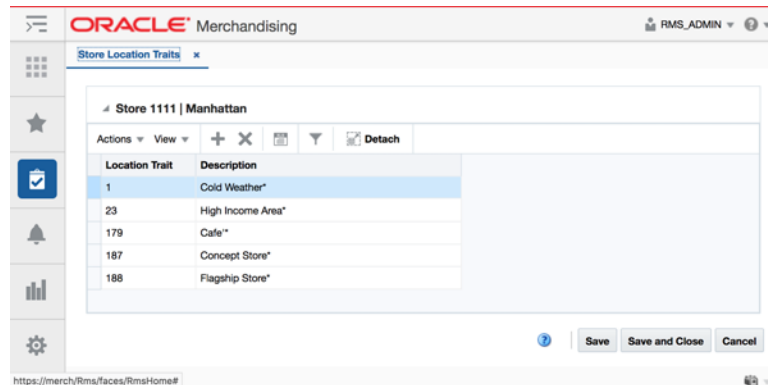 ORACLE® Merchandising
RMS_ADMIN
Store Location Traits ×
Store 1111 | Manhattan
Actions View Detach
Location Trait Description
1 Cold Weather*
23 High Income Area*
179 Cafe'*
187 Concept Store*
188 Flagship Store*
Save Save and Close Cancel
https://merch/Rms/faces/RmsHome#